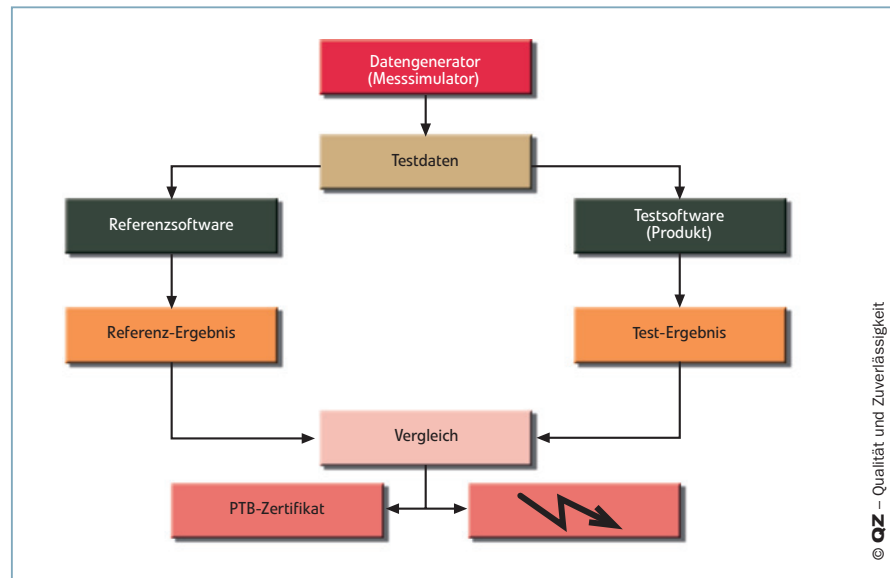 Datengenerator
(Messsimulator)
Testdaten
Referenzsoftware
Testsoftware
(Produkt)
Referenz-Ergebnis
Test-Ergebnis
Vergleich
PTB-Zertifikat
© QZ – Qualität und Zuverlässigkeit